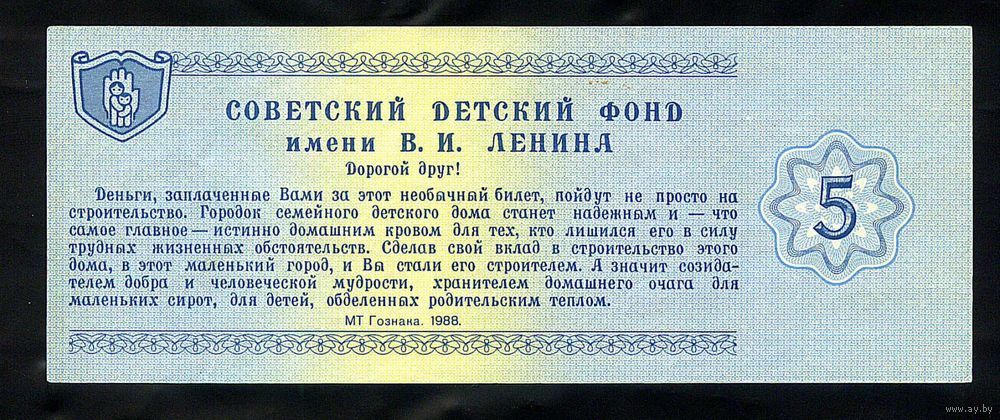 СОВЕТСКИЙ ДЕТСКИЙ ФОНД
имени В. И. ЛЕНИНА
Дорогой друг!
Деньги, заплаченные Вами за этот необычный билет, пойдут не просто на
строительство. Городок семейного детского дома станет надежным и — что
самое главное — истинно домашним кровом для тех, кто лишился его в силу
трудных жизненных обстоятельств. Сделав свой вклад в строительство этого
дома, в этот маленький город, и Вы стали его строителем. А значит созида-
телем добра и человеческой мудрости, хранителем домашнего очага для
маленьких сирот, для детей, обделенных родительским теплом.
МТ Гознака. 1988.
5
www.ay.by